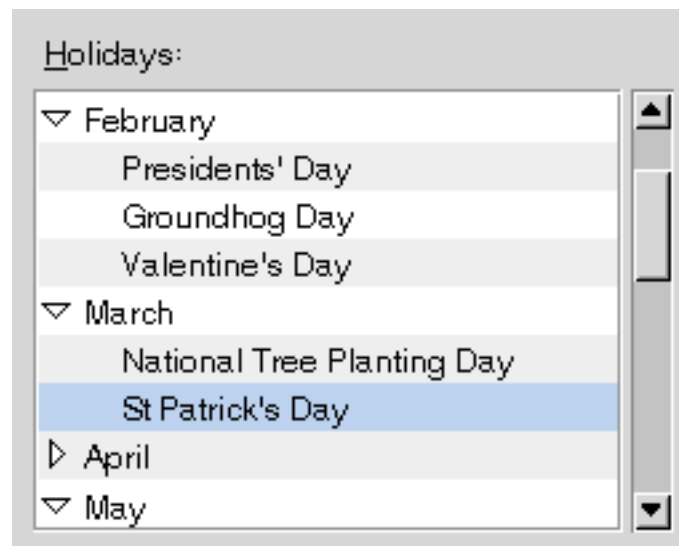 Holidays:
February
Presidents' Day
Groundhog Day
Valentine's Day
March
National Tree Planting Day
St Patrick's Day
April
May